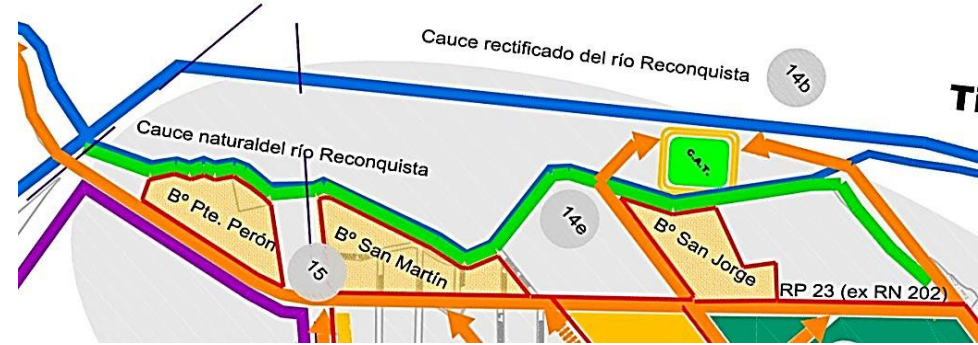 Cauce rectificado del río Reconquista
14b
Ti
Cauce naturaldel río Reconquista
C.A.T.
Bº Pte. Perón
14e
Bº San Martín
Bº San Jorge
15
RP 23 (ex RN 202)